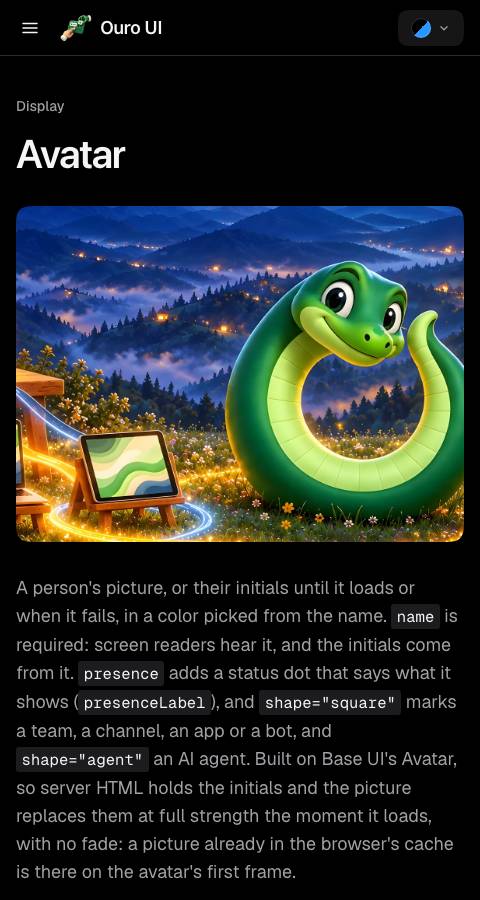 Ouro UI
Display
Avatar
A person's picture, or their initials until it loads or
when it fails, in a color picked from the name. name is
required: screen readers hear it, and the initials come
from it. presence adds a status dot that says what it
shows (presenceLabel), and shape="square" marks
a team, a channel, an app or a bot, and
shape="agent" an AI agent. Built on Base UI's Avatar,
so server HTML holds the initials and the picture
replaces them at full strength the moment it loads,
with no fade: a picture already in the browser's cache
is there on the avatar's first frame.